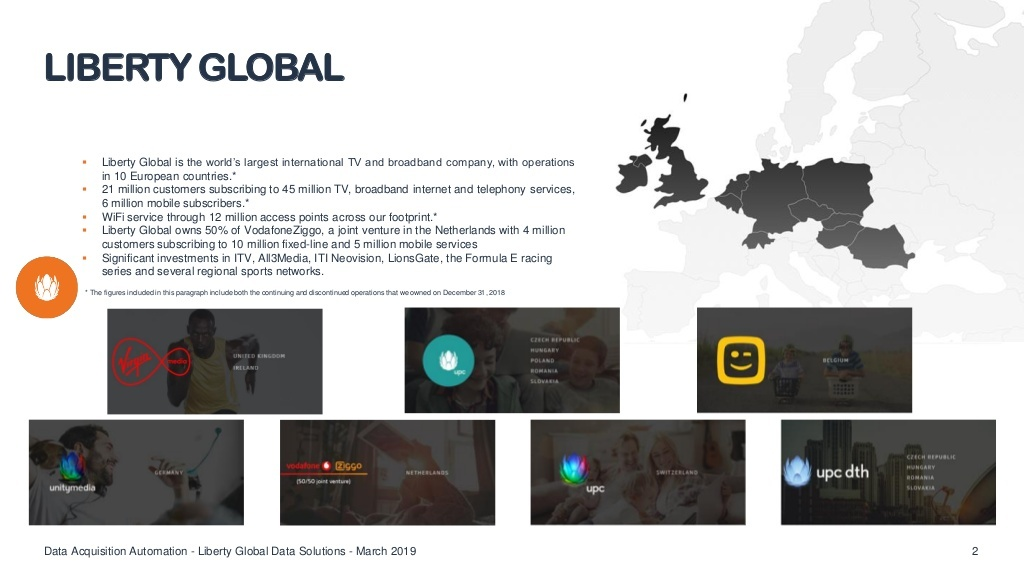 LIBERTY GLOBAL
▪ Liberty Global is the world's largest international TV and broadband company, with operations
in 10 European countries.*
▪ 21 million customers subscribing to 45 million TV, broadband internet and telephony services,
6 million mobile subscribers.*
▪ WiFi service through 12 million access points across our footprint.*
▪ Liberty Global owns 50% of VodafoneZiggo, a joint venture in the Netherlands with 4 million
customers subscribing to 10 million fixed-line and 5 million mobile services
▪ Significant investments in ITV, All3Media, ITI Neovision, LionsGate, the Formula E racing
series and several regional sports networks.
* The figures included in this paragraph include both the continuing and discontinued operations that we owned on December 31, 2018
Virgin media
UNITED KINGDOM
IRELAND
upc
CZECH REPUBLIC
HUNGARY
POLAND
ROMANIA
SLOVAKIA
BELGIUM
unitymedia
GERMANY
vodafone Ziggo
(50/50 joint venture)
NETHERLANDS
upc
SWITZERLAND
upc dth
CZECH REPUBLIC
HUNGARY
ROMANIA
SLOVAKIA
Data Acquisition Automation - Liberty Global Data Solutions - March 2019
2